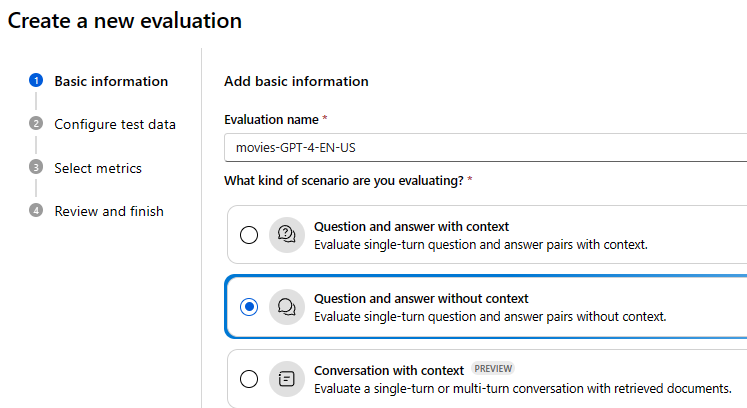 Create a new evaluation
1 Basic information
2 Configure test data
3 Select metrics
4 Review and finish
Add basic information
Evaluation name *
movies-GPT-4-EN-US
What kind of scenario are you evaluating? *
Question and answer with context
Evaluate single-turn question and answer pairs with context.
Question and answer without context
Evaluate single-turn question and answer pairs without context.
Conversation with context PREVIEW
Evaluate a single-turn or multi-turn conversation with retrieved documents.